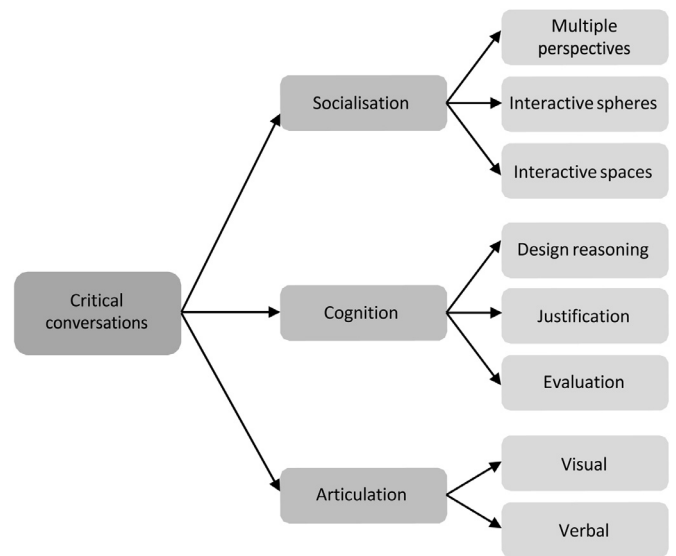 Critical
conversations
Socialisation
Multiple
perspectives
Interactive spheres
Interactive spaces
Cognition
Design reasoning
Justification
Evaluation
Articulation
Visual
Verbal